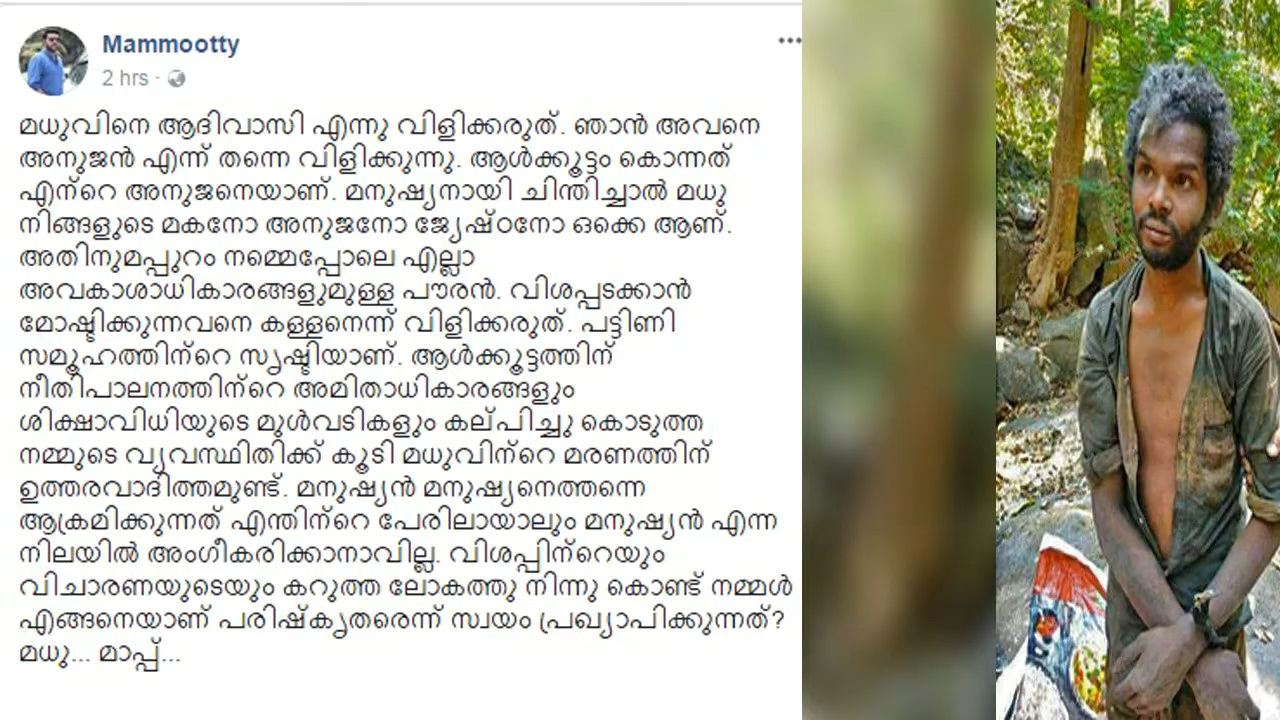 Mammootty
2 hrs ·
മധുവിനെ ആദിവാസി എന്നു വിളിക്കരുത്. ഞാൻ അവനെ
അനുജൻ എന്ന് തന്നെ വിളിക്കുന്നു. ആൾക്കൂട്ടം കൊന്നത്
എന്റെ അനുജനെയാണ്. മനുഷ്യനായി ചിന്തിച്ചാൽ മധു
നിങ്ങളുടെ മകനോ അനുജനോ ജ്യേഷ്ഠനോ ഒക്കെ ആണ്.
അതിനുമപ്പുറം നമ്മെപ്പോലെ എല്ലാ
അവകാശാധികാരങ്ങളുമുള്ള പൗരൻ. വിശപ്പടക്കാൻ
മോഷ്ടിക്കുന്നവനെ കള്ളനെന്ന് വിളിക്കരുത്. പട്ടിണി
സമൂഹത്തിന്റെ സൃഷ്ടിയാണ്. ആൾക്കൂട്ടത്തിന്
നീതിപാലനത്തിന്റെ അമിതാധികാരങ്ങളും
ശിക്ഷാവിധിയുടെ മുൾവടികളും കല്പിച്ചു കൊടുത്ത
നമ്മുടെ വ്യവസ്ഥിതിക്ക് കൂടി മധുവിന്റെ മരണത്തിന്
ഉത്തരവാദിത്തമുണ്ട്. മനുഷ്യൻ മനുഷ്യനെത്തന്നെ
ആക്രമിക്കുന്നത് എന്തിന്റെ പേരിലായാലും മനുഷ്യൻ എന്ന
നിലയിൽ അംഗീകരിക്കാനാവില്ല. വിശപ്പിന്റെയും
വിചാരണയുടെയും കറുത്ത ലോകത്തു നിന്നു കൊണ്ട് നമ്മൾ
എങ്ങനെയാണ് പരിഷ്കൃതരെന്ന് സ്വയം പ്രഖ്യാപിക്കുന്നത്?
മധു... മാപ്പ്...